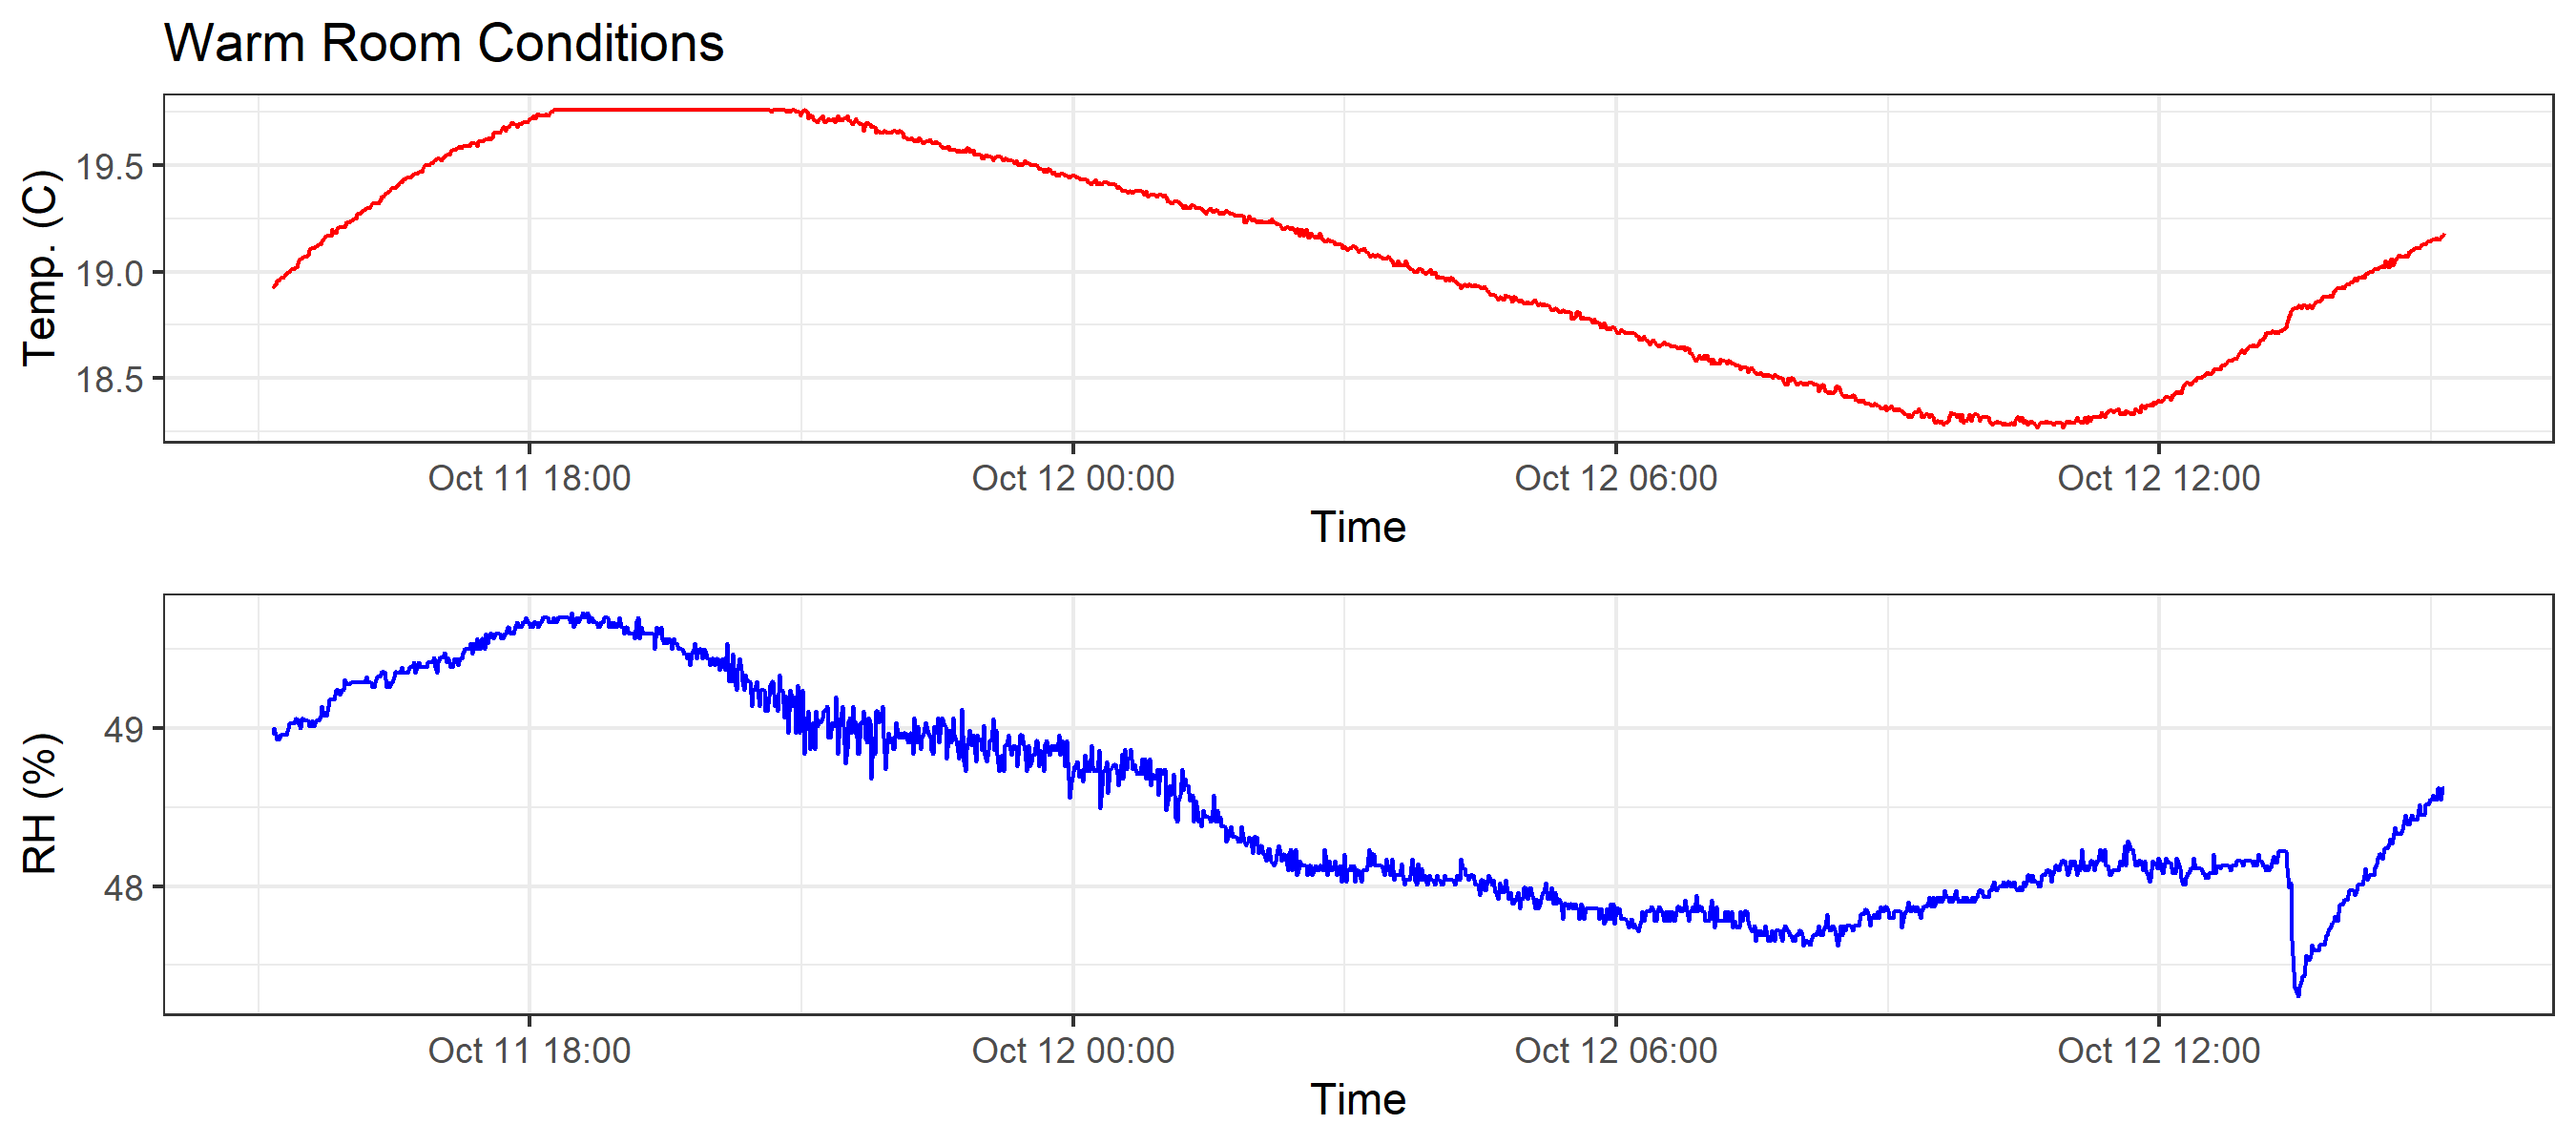 Warm Room Conditions
Temp. (C)
19.5
19.0
18.5
Oct 11 18:00 Oct 12 00:00 Oct 12 06:00 Oct 12 12:00
Time
RH (%)
49
48
Oct 11 18:00 Oct 12 00:00 Oct 12 06:00 Oct 12 12:00
Time